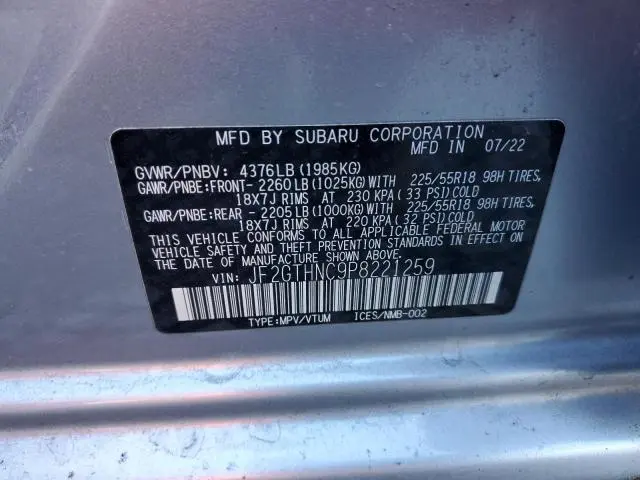 MFD BY SUBARU CORPORATION
MFD IN 07/22
GVWR/PNBV: 4376LB(1985KG)
GAWR/PNBE:FRONT-2260LB(1025KG)WITH 225/55R18 98H TIRES,
18X7J RIMS AT 230 KPA(33 PSI)COLD
GAWR/PNBE:REAR -2205LB(1000KG)WITH 225/55R18 98H TIRES,
18X7J RIMS AT 220 KPA(32 PSI)COLD
THIS VEHICLE CONFORMS TO ALL APPLICABLE FEDERAL MOTOR
VEHICLE SAFETY AND THEFT PREVENTION STANDARDS IN EFFECT ON
THE DATE OF MANUFACTURE SHOWN ABOVE.
VIN: JF2GTHNC9P8221259
TYPE:MPV/VTUM ICES/NMB-002